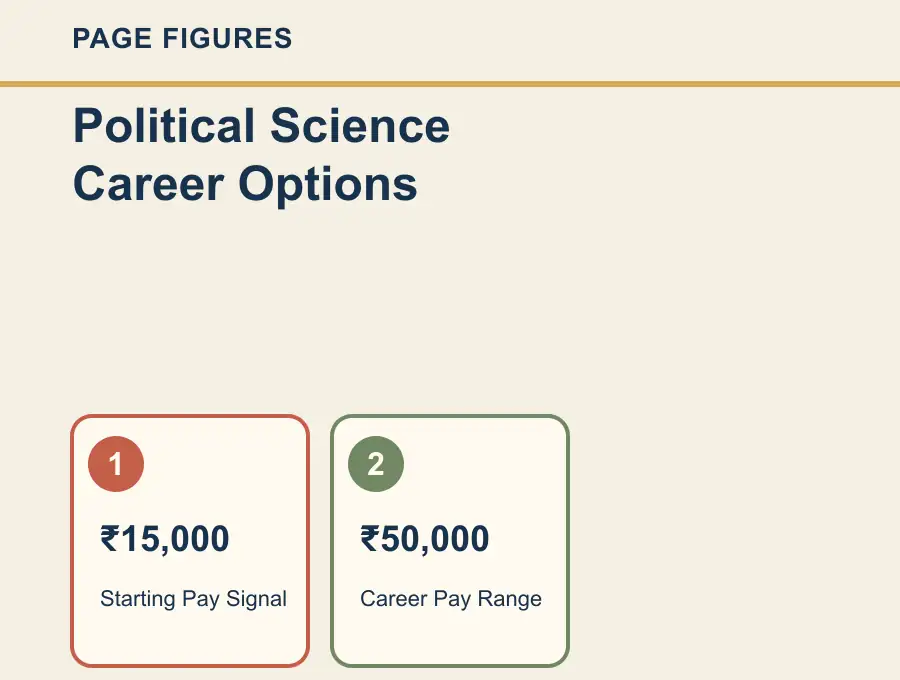 PAGE FIGURES
Political Science
Career Options
1
₹15,000
Starting Pay Signal
2
₹50,000
Career Pay Range